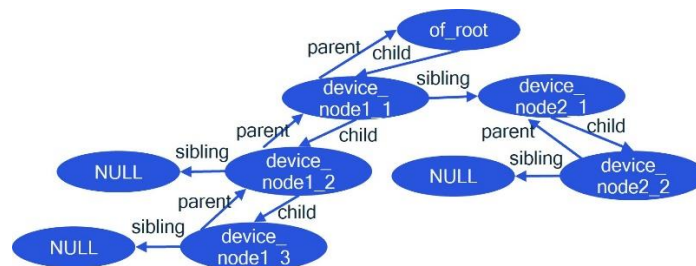 of_root
parent
child
sibling
device_
node1_1
device_
node2_1
parent
child
parent
child
NULL
sibling
device_
node1_2
NULL
sibling
device_
node2_2
parent
child
NULL
sibling
device_
node1_3